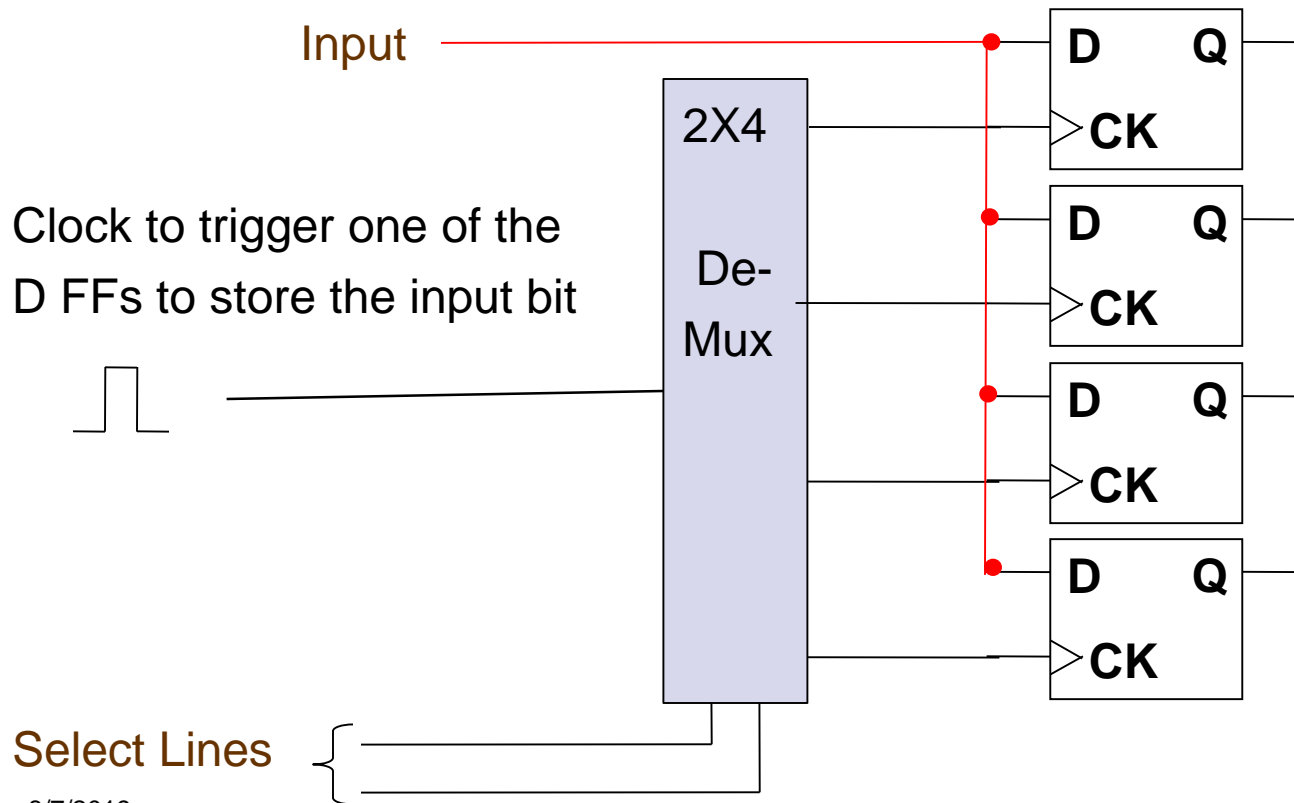 Input
D Q
CK
2X4
De-
Mux
Clock to trigger one of the
D FFs to store the input bit
D Q
CK
D Q
CK
D Q
CK
Select Lines